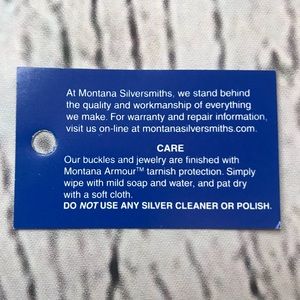 At Montana Silversmiths, we stand behind
the quality and workmanship of everything
we make. For warranty and repair information,
visit us on-line at montanasilversmiths.com.
CARE
Our buckles and jewelry are finished with
Montana Armour™ tarnish protection. Simply
wipe with mild soap and water, and pat dry
with a soft cloth.
DO NOT USE ANY SILVER CLEANER OR POLISH.